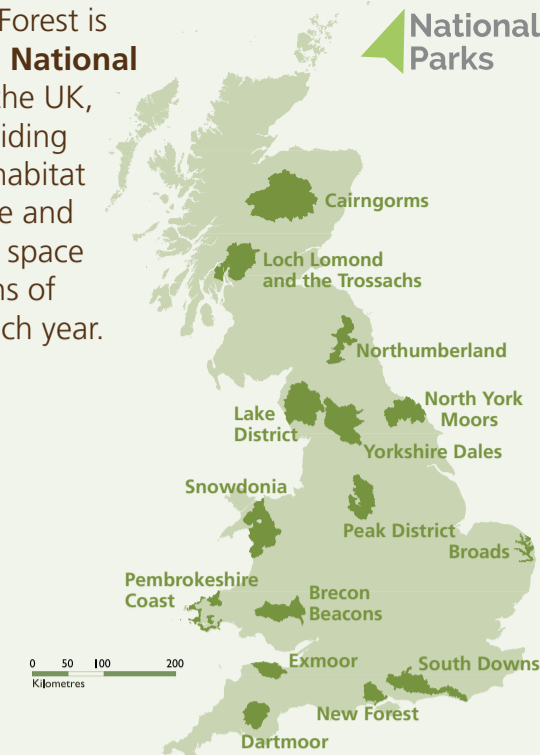 Forest is
National
the UK,
iding
habitat
e and
space
ns of
ch year.
National
Parks
Cairngorms
Loch Lomond
and the Trossachs
Northumberland
North York
Moors
Lake
District
Yorkshire Dales
Snowdonia
Peak District
Broads
Pembrokeshire
Coast
Brecon
Beacons
0 50 100 200
Kilometres
Exmoor
South Downs
New Forest
Dartmoor